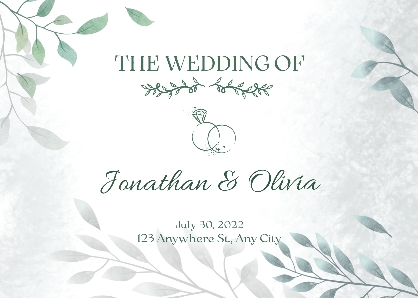 THE WEDDING OF
Jonathan & Olivia
July 30, 2022
123 Anywhere St., Any City